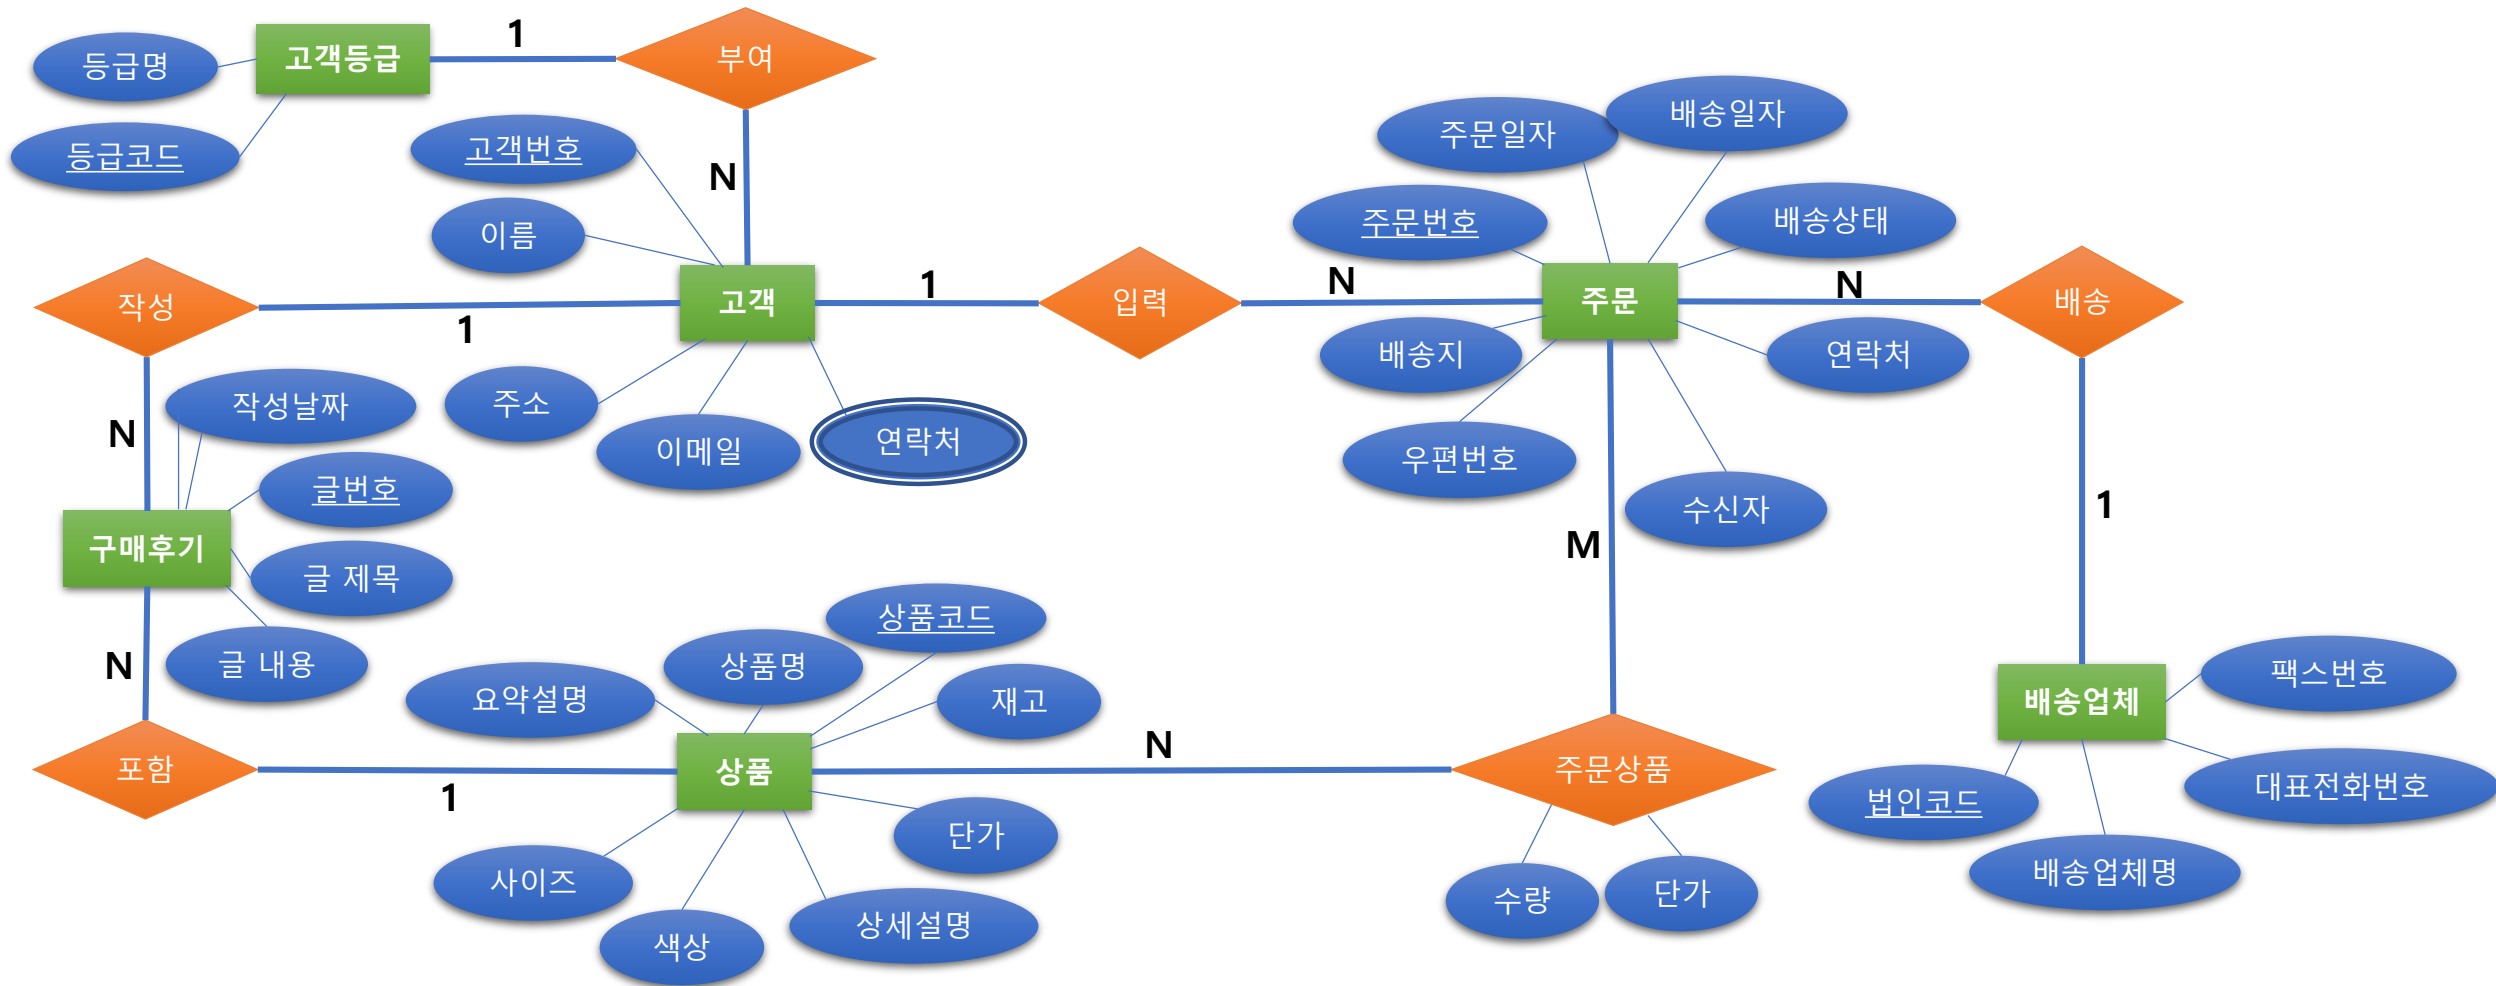 등급명
고객등급
1
부여
등급코드
고객번호
N
이름
주문일자
배송일자
주문번호
배송상태
작성
1
고객
1
입력
N
주문
N
배송
배송지
연락처
N
작성날짜
주소
이메일
연락처
우편번호
수신자
글번호
구매후기
글 제목
M
1
N
글 내용
상품코드
상품명
요약설명
재고
팩스번호
배송업체
포함
1
상품
N
주문상품
대표전화번호
법인코드
단가
사이즈
색상
상세설명
수량
단가
배송업체명